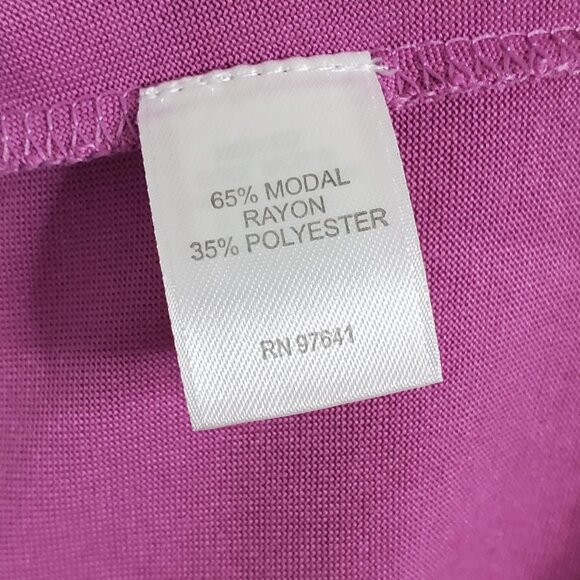 65% MODAL
RAYON
35% POLYESTER
RN 97641